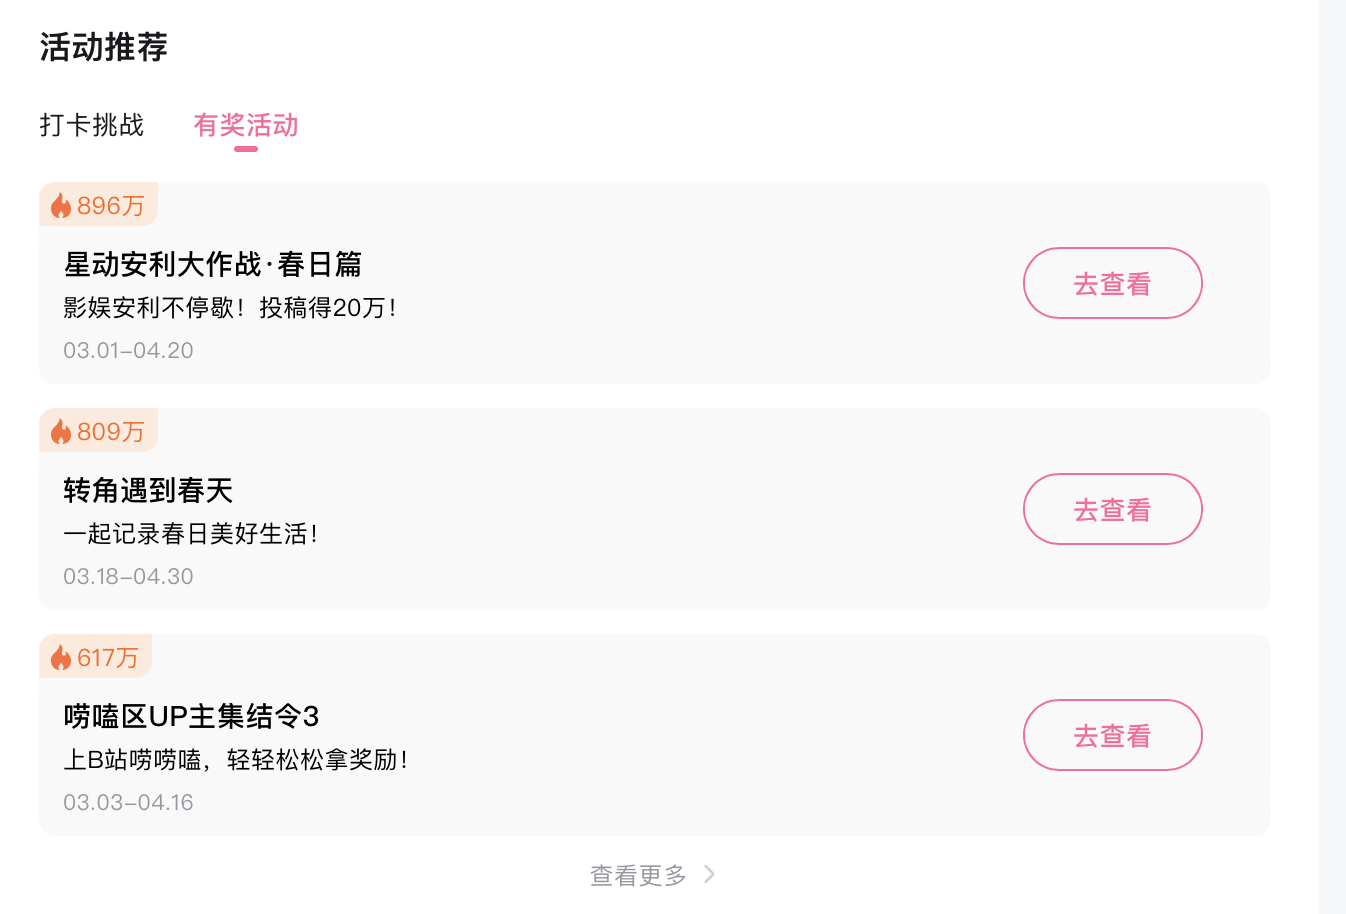 活动推荐
打卡挑战 有奖活动
896万
星动安利大作战·春日篇
影娱安利不停歇！投稿得20万！
03.01-04.20
去查看
809万
转角遇到春天
一起记录春日美好生活！
03.18-04.30
去查看
617万
唠嗑区UP主集结令3
上B站唠唠嗑，轻轻松松拿奖励！
03.03-04.16
去查看
查看更多